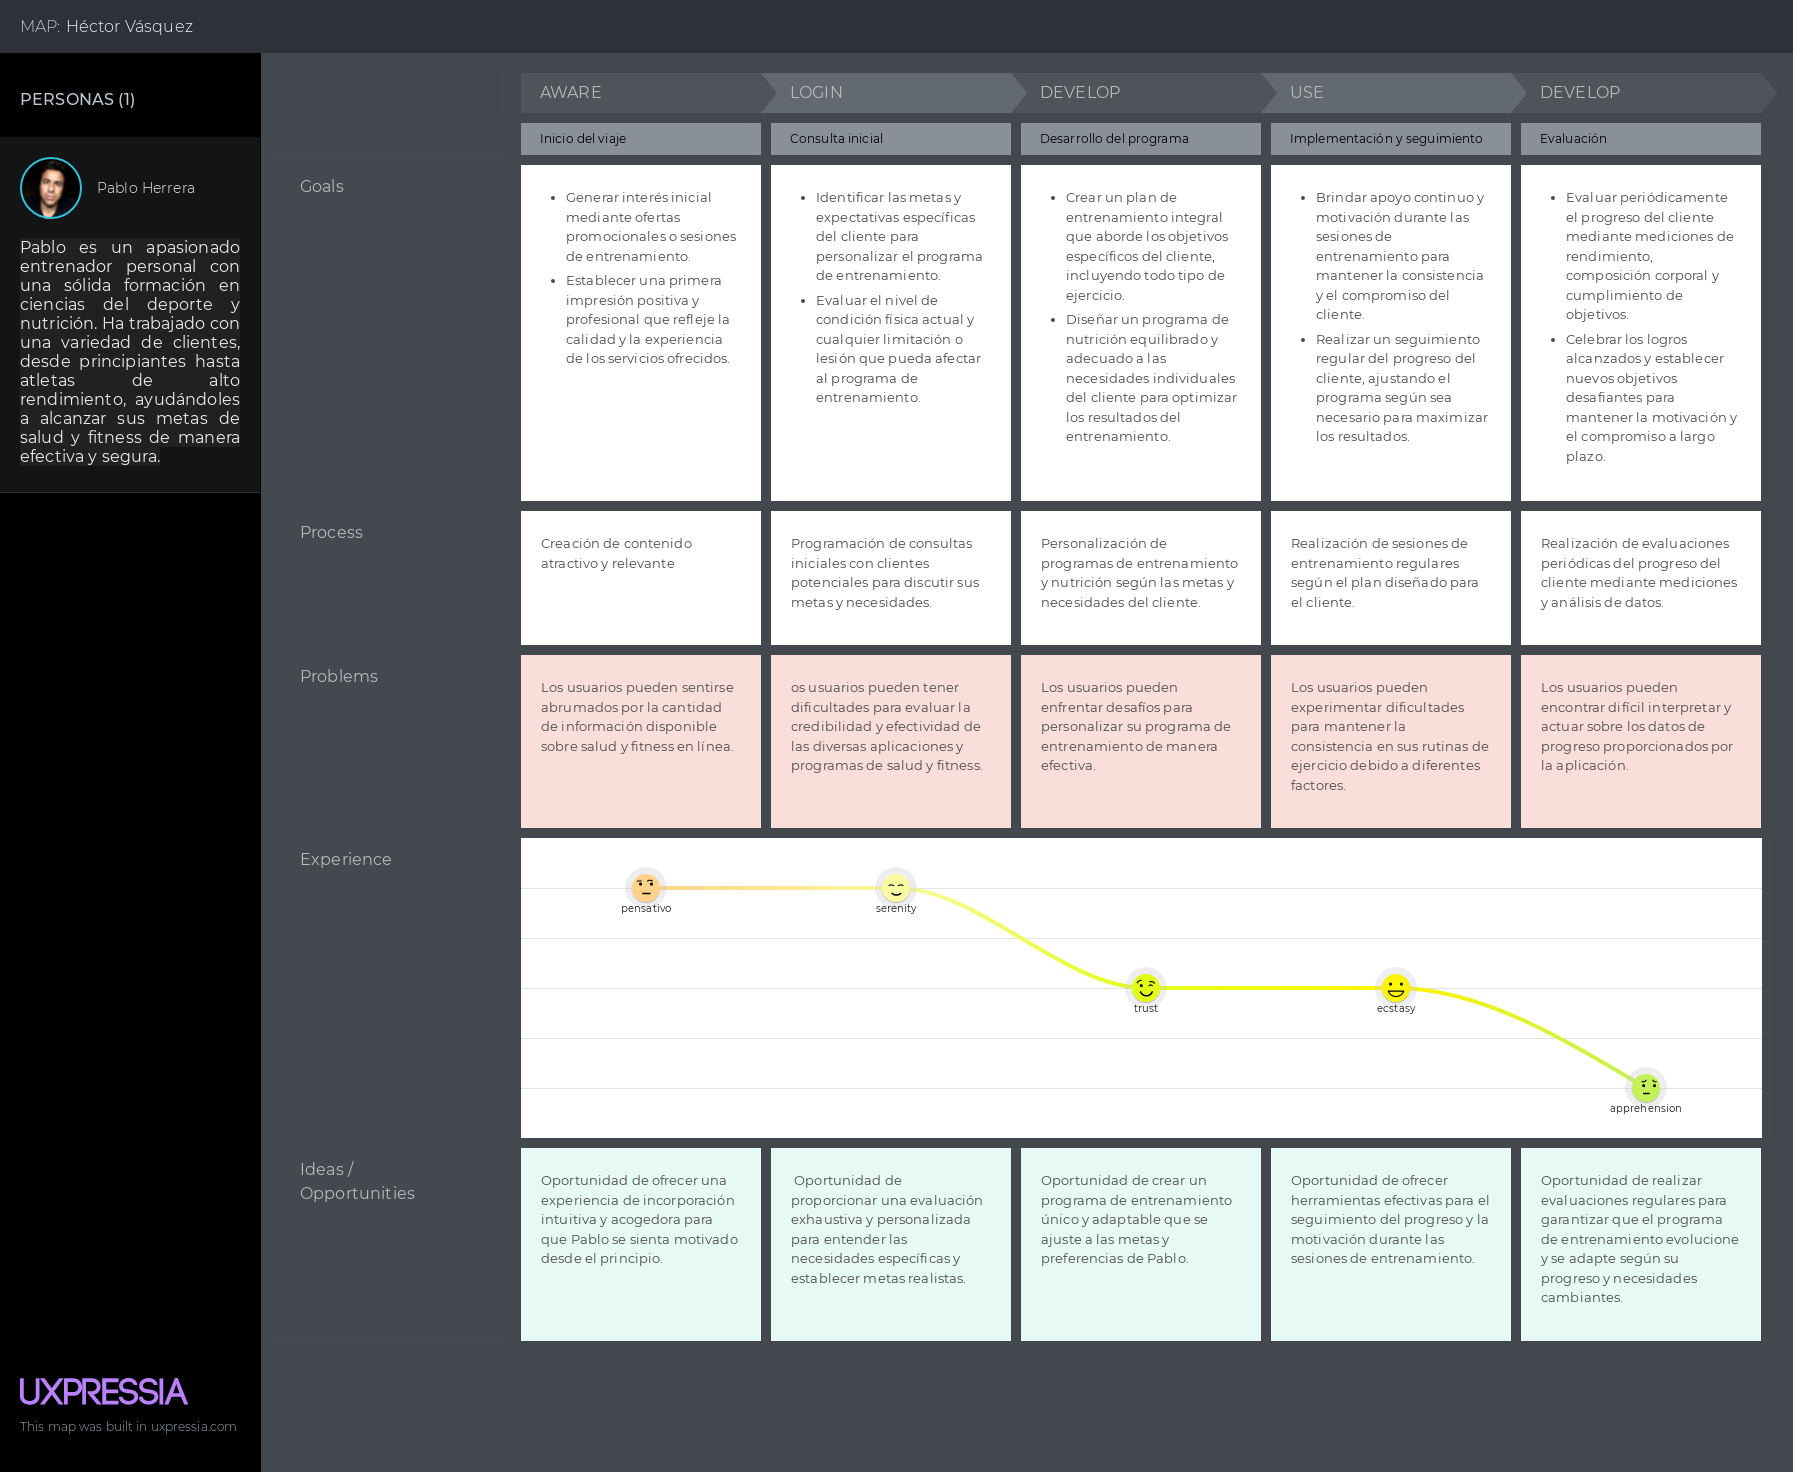 MAP: Héctor Vásquez
PERSONAS (1)
Pablo Herrera
Pablo es un apasionado
entrenador personal con
una sólida formación en
ciencias del deporte y
nutrición. Ha trabajado con
una variedad de clientes,
desde principiantes hasta
atletas de alto
rendimiento, ayudándoles
a alcanzar sus metas de
salud y fitness de manera
efectiva y segura.
AWARE
LOGIN
DEVELOP
USE
DEVELOP
Inicio del viaje
Consulta inicial
Desarrollo del programa
Implementación y seguimiento
Evaluación
Goals
• Generar interés inicial
mediante ofertas
promocionales o sesiones
de entrenamiento.
• Establecer una primera
impresión positiva y
profesional que refleje la
calidad y la experiencia
de los servicios ofrecidos.
• Identificar las metas y
expectativas específicas
del cliente para
personalizar el programa
de entrenamiento.
• Evaluar el nivel de
condición física actual y
cualquier limitación o
lesión que pueda afectar
al programa de
entrenamiento.
• Crear un plan de
entrenamiento integral
que aborde los objetivos
específicos del cliente,
incluyendo todo tipo de
ejercicio.
• Diseñar un programa de
nutrición equilibrado y
adecuado a las
necesidades individuales
del cliente para optimizar
los resultados del
entrenamiento.
• Brindar apoyo continuo y
motivación durante las
sesiones de
entrenamiento para
mantener la consistencia
y el compromiso del
cliente.
• Realizar un seguimiento
regular del progreso del
cliente, ajustando el
programa según sea
necesario para maximizar
los resultados.
• Evaluar periódicamente
el progreso del cliente
mediante mediciones de
rendimiento,
composición corporal y
cumplimiento de
objetivos.
• Celebrar los logros
alcanzados y establecer
nuevos objetivos
desafiantes para
mantener la motivación y
el compromiso a largo
plazo.
Process
Creación de contenido
atractivo y relevante
Programación de consultas
iniciales con clientes
potenciales para discutir sus
metas y necesidades.
Personalización de
programas de entrenamiento
y nutrición según las metas y
necesidades del cliente.
Realización de sesiones de
entrenamiento regulares
según el plan diseñado para
el cliente.
Realización de evaluaciones
periódicas del progreso del
cliente mediante mediciones
y análisis de datos.
Problems
Los usuarios pueden sentirse
abrumados por la cantidad
de información disponible
sobre salud y fitness en línea.
os usuarios pueden tener
dificultades para evaluar la
credibilidad y efectividad de
las diversas aplicaciones y
programas de salud y fitness.
Los usuarios pueden
enfrentar desafíos para
personalizar su programa de
entrenamiento de manera
efectiva.
Los usuarios pueden
experimentar dificultades
para mantener la
consistencia en sus rutinas de
ejercicio debido a diferentes
factores.
Los usuarios pueden
encontrar difícil interpretar y
actuar sobre los datos de
progreso proporcionados por
la aplicación.
Experience
pensativo
serenity
trust
ecstasy
apprehension
Ideas /
Opportunities
Oportunidad de ofrecer una
experiencia de incorporación
intuitiva y acogedora para
que Pablo se sienta motivado
desde el principio.
Oportunidad de
proporcionar una evaluación
exhaustiva y personalizada
para entender las
necesidades específicas y
establecer metas realistas.
Oportunidad de crear un
programa de entrenamiento
único y adaptable que se
ajuste a las metas y
preferencias de Pablo.
Oportunidad de ofrecer
herramientas efectivas para el
seguimiento del progreso y la
motivación durante las
sesiones de entrenamiento.
Oportunidad de realizar
evaluaciones regulares para
garantizar que el programa
de entrenamiento evolucione
y se adapte según su
progreso y necesidades
cambiantes.
UXPRESSIA
This map was built in uxpressia.com